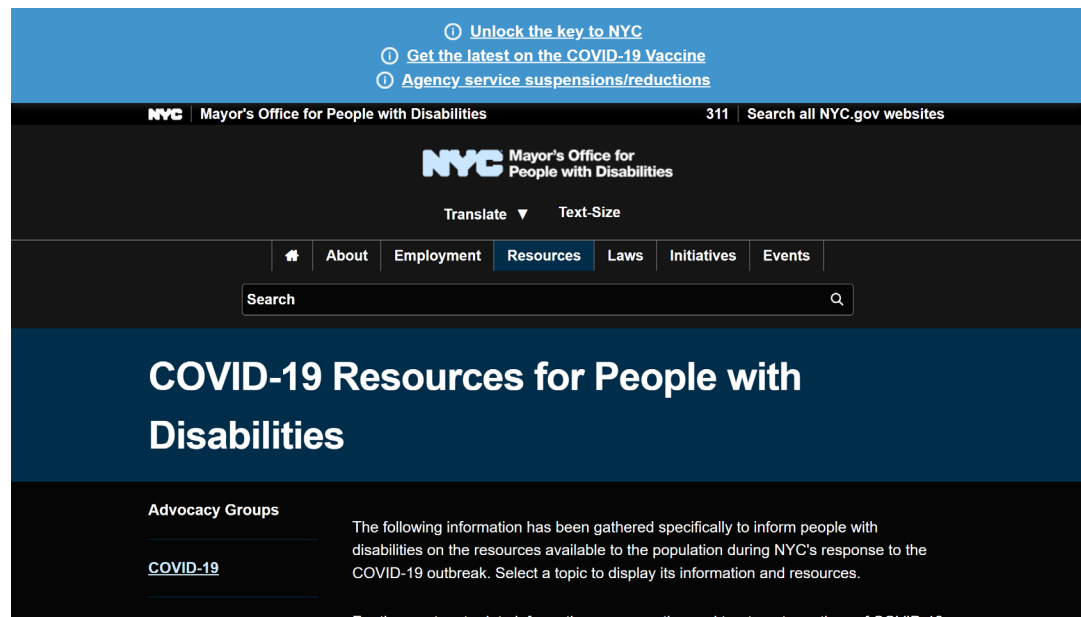 Unlock the key to NYC
Get the latest on the COVID-19 Vaccine
Agency service suspensions/reductions
NYC Mayor's Office for People with Disabilities 311 Search all NYC.gov websites
NYC Mayor's Office for
People with Disabilities
Translate ▼ Text-Size
About Employment Resources Laws Initiatives Events
Search
COVID-19 Resources for People with
Disabilities
Advocacy Groups
The following information has been gathered specifically to inform people with
disabilities on the resources available to the population during NYC's response to the
COVID-19
COVID-19 outbreak. Select a topic to display its information and resources.